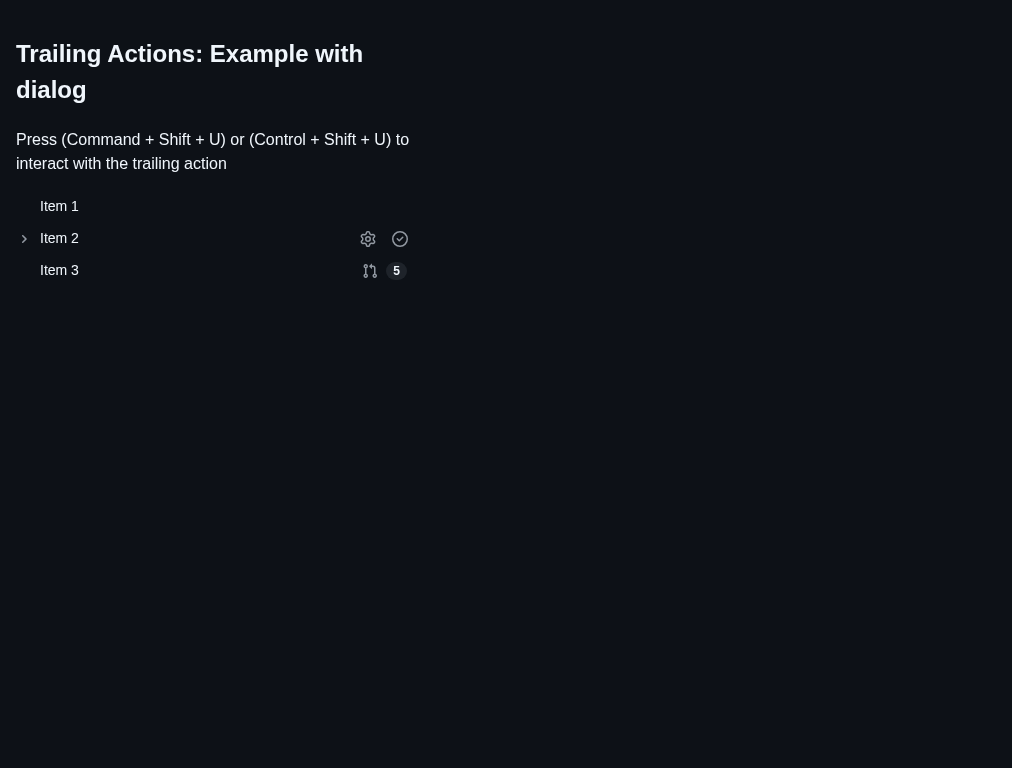 Trailing Actions: Example with
dialog
Press (Command + Shift + U) or (Control + Shift + U) to
interact with the trailing action
Item 1
Item 2
Item 3
5